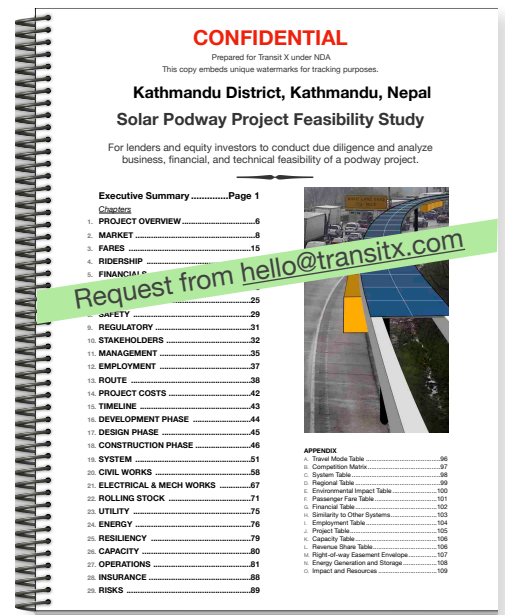 CONFIDENTIAL
Prepared for Transit X under NDA
This copy embeds unique watermarks for tracking purposes.
Kathmandu District, Kathmandu, Nepal
Solar Podway Project Feasibility Study
For lenders and equity investors to conduct due diligence and analyze
business, financial, and technical feasibility of a podway project.
Executive Summary ..............Page 1
Chapters
1. PROJECT OVERVIEW ....................................6
2. MARKET ....................................8
3. FARES ....................................15
4. RIDERSHIP
5. FINANCIALS
Request from hello@transitx.com
25
8. SAFETY ....................................29
9. REGULATORY ....................................31
10. STAKEHOLDERS ....................................32
11. MANAGEMENT ....................................35
12. EMPLOYMENT ....................................37
13. ROUTE ....................................38
14. PROJECT COSTS ....................................42
15. TIMELINE ....................................43
16. DEVELOPMENT PHASE ....................................44
17. DESIGN PHASE ....................................45
18. CONSTRUCTION PHASE ....................................46
19. SYSTEM ....................................51
20. CIVIL WORKS ....................................58
21. ELECTRICAL & MECH WORKS ....................................67
22. ROLLING STOCK ....................................71
23. UTILITY ....................................75
24. ENERGY ....................................76
25. RESILIENCY ....................................79
26. CAPACITY ....................................80
27. OPERATIONS ....................................81
28. INSURANCE ....................................88
29. RISKS ....................................89
APPENDIX
A. Travel Mode Table ....................................96
B. Competition Matrix ....................................97
C. System Table ....................................98
D. Regional Table ....................................99
E. Environmental Impact Table ....................................100
F. Passenger Fare Table ....................................101
G. Financial Table ....................................102
H. Similarity to Other Systems ....................................103
I. Employment Table ....................................104
J. Project Table ....................................105
K. Capacity Table ....................................106
L. Revenue Share Table ....................................106
M. Right-of-way Easement Envelope ....................................107
N. Energy Generation and Storage ....................................108
O. Impact and Resources ....................................109